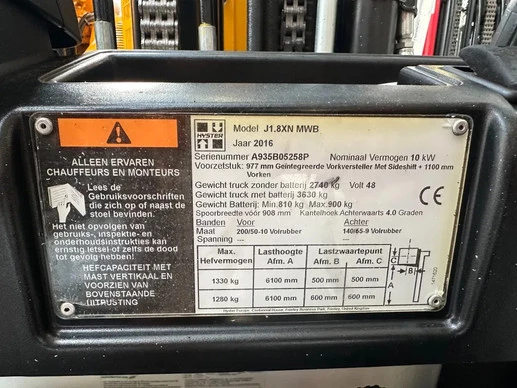 ALLEEN ERVAREN
CHAUFFEURS EN MONTEURS
Lees de
Gebruiksvoorschriften
die zich op of naast de
stoel bevinden.
Het niet opvolgen van
gebruiks-, inspektie- en
onderhoudsinstrukties kan
ernstig letsel of zelfs de dood
tot gevolg hebben!
HEFCAPACITEIT MET
MAST VERTIKAAL EN
VOORZIEN VAN
BOVENSTAANDE
UITRUSTING
HYSTER
Model J1.8XN MWB
Jaar 2016
Serienummer A935B05258P Nominaal Vermogen 10 kW
Voorzetstuk: 977 mm Geintegreerde Vorkversteller Met Sideshift + 1100 mm
Vorken
Gewicht truck zonder batterij 2740 kg Volt 48
Gewicht truck met batterij 3630 kg
Gewicht Batterij: Min.810 kg Max.900 kg
Spoorbreedte vóór 908 mm Kantelhoek Achterwaarts 4.0 Graden
Banden Voor Achter
Maat 200/50-10 Volrubber 140/55-9 Volrubber
Spanning --- ---
Max. Hefvermogen Lasthoogte Afm. A Lastzwaartepunt Afm. B Afm. C
1330 kg 6100 mm 500 mm 500 mm
1280 kg 6100 mm 600 mm 600 mm
C
B
A
CE